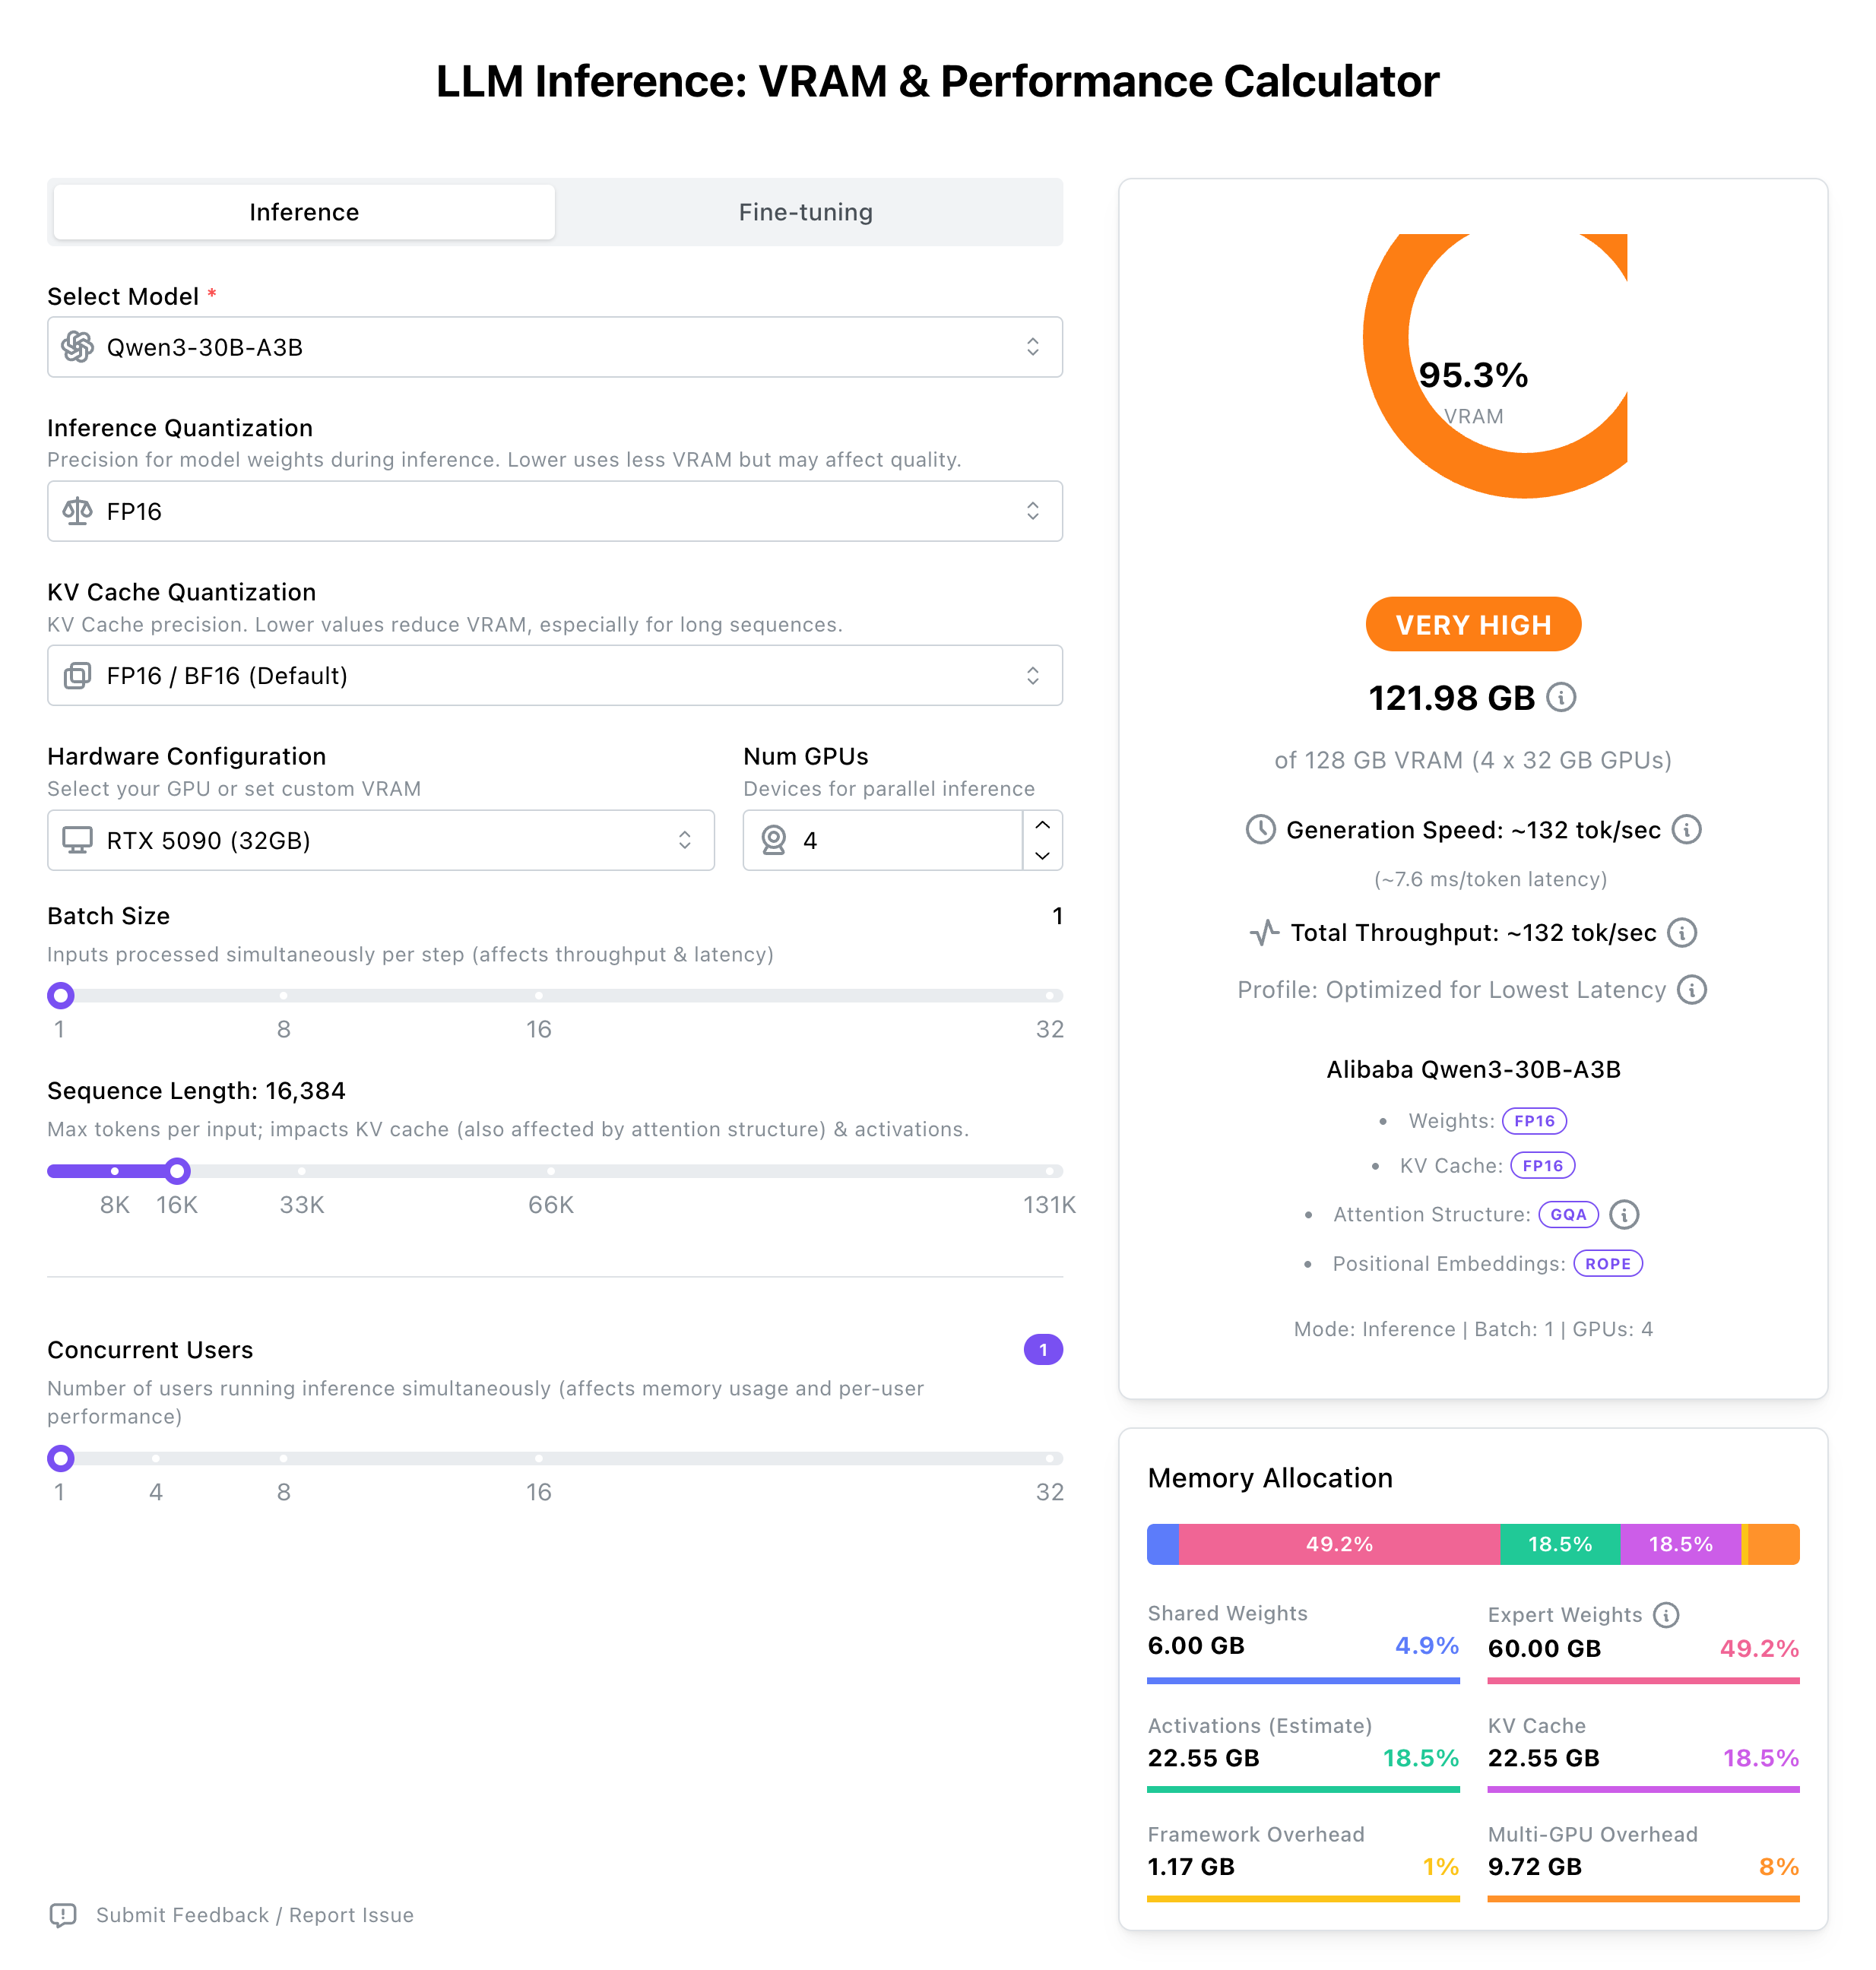 LLM Inference: VRAM & Performance Calculator
Inference
Fine-tuning
Select Model *
Qwen3-30B-A3B
Inference Quantization
Precision for model weights during inference. Lower uses less VRAM but may affect quality.
FP16
KV Cache Quantization
KV Cache precision. Lower values reduce VRAM, especially for long sequences.
FP16 / BF16 (Default)
Hardware Configuration
Select your GPU or set custom VRAM
RTX 5090 (32GB)
Num GPUs
Devices for parallel inference
4
Batch Size
1
Inputs processed simultaneously per step (affects throughput & latency)
1 8 16 32
Sequence Length: 16,384
Max tokens per input; impacts KV cache (also affected by attention structure) & activations.
8K 16K 33K 66K 131K
Concurrent Users
1
Number of users running inference simultaneously (affects memory usage and per-user
performance)
1 4 8 16 32
Submit Feedback / Report Issue
95.3%
VRAM
VERY HIGH
121.98 GB
of 128 GB VRAM (4 x 32 GB GPUs)
Generation Speed: ~132 tok/sec
(~7.6 ms/token latency)
Total Throughput: ~132 tok/sec
Profile: Optimized for Lowest Latency
Alibaba Qwen3-30B-A3B
• Weights: FP16
• KV Cache: FP16
• Attention Structure: GQA
• Positional Embeddings: ROPE
Mode: Inference | Batch: 1 | GPUs: 4
Memory Allocation
49.2% 18.5% 18.5%
Shared Weights
6.00 GB 4.9%
Expert Weights
60.00 GB 49.2%
Activations (Estimate)
22.55 GB 18.5%
KV Cache
22.55 GB 18.5%
Framework Overhead
1.17 GB 1%
Multi-GPU Overhead
9.72 GB 8%